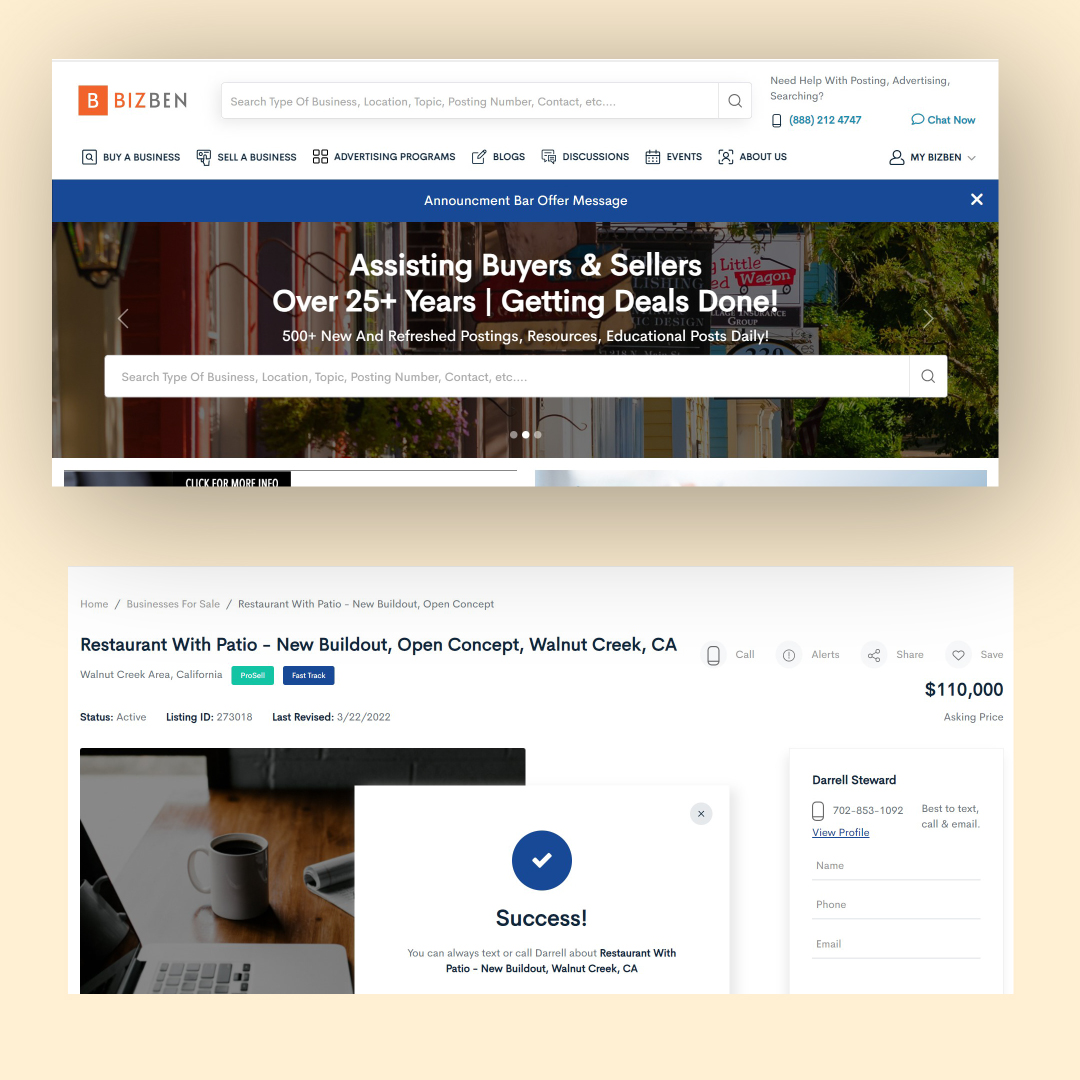 B BIZBEN
Search Type Of Business, Location, Topic, Posting Number, Contact, etc....
Need Help With Posting, Advertising,
Searching?
(888) 212 4747
Chat Now
BUY A BUSINESS
SELL A BUSINESS
ADVERTISING PROGRAMS
BLOGS
DISCUSSIONS
EVENTS
ABOUT US
MY BIZBEN
Announcment Bar Offer Message
Assisting Buyers & Sellers
Over 25+ Years | Getting Deals Done!
500+ New And Refreshed Postings, Resources, Educational Posts Daily!
Little
Wagon
INSURANCE
GROUP
Search Type Of Business, Location, Topic, Posting Number, Contact, etc....
CLICK FOR MORE INFO
Home / Businesses For Sale / Restaurant With Patio - New Buildout, Open Concept
Restaurant With Patio - New Buildout, Open Concept, Walnut Creek, CA
Call
Alerts
Share
Save
Walnut Creek Area, California
ProSell
Fast Track
$110,000
Asking Price
Status: Active
Listing ID: 273018
Last Revised: 3/22/2022
Darrell Steward
702-853-1092
Best to text,
call & email.
View Profile
Name
Phone
Email
Success!
You can always text or call Darrell about Restaurant With
Patio - New Buildout, Walnut Creek, CA